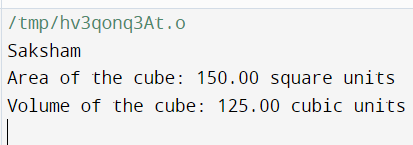 /tmp/hv3qonq3At.o
Saksham
Area of the cube: 150.00 square units
Volume of the cube: 125.00 cubic units